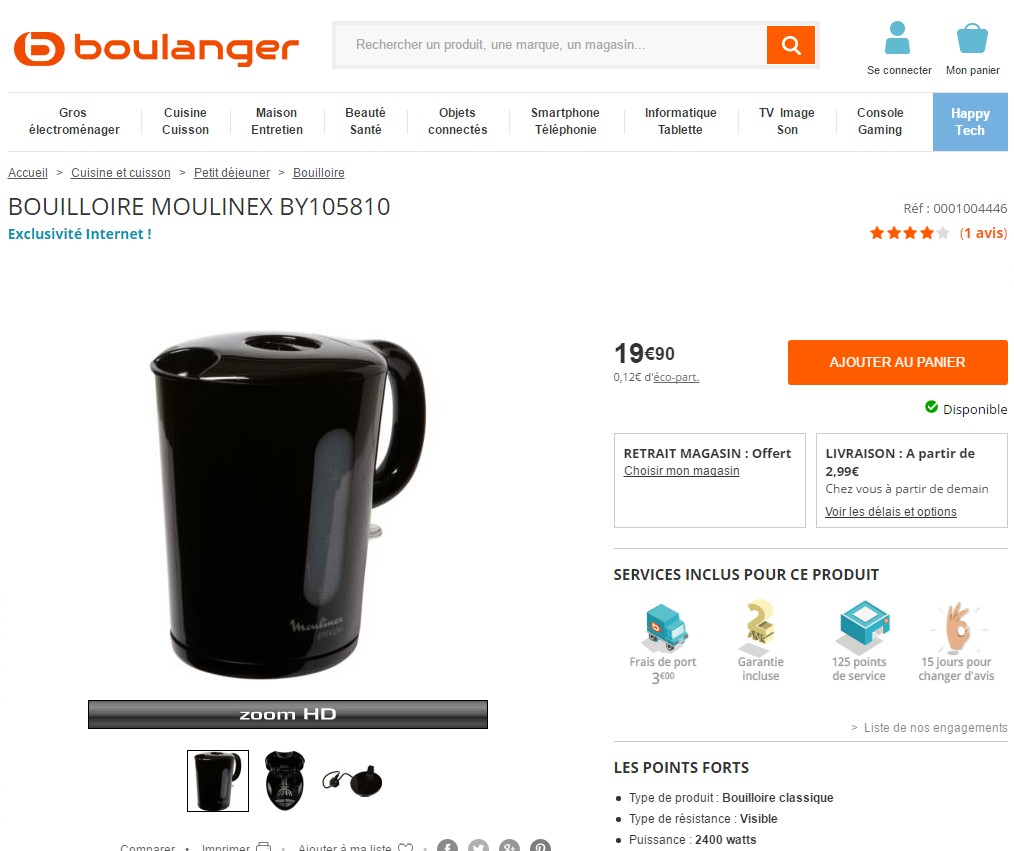 boulanger
Rechercher un produit, une marque, un magasin...
Se connecter
Mon panier
Gros électroménager
Cuisine Cuisson
Maison Entretien
Beauté Santé
Objets connectés
Smartphone Téléphonie
Informatique Tablette
TV Image Son
Console Gaming
Happy Tech
Accueil > Cuisine et cuisson > Petit déjeuner > Bouilloire
BOUILLOIRE MOULINEX BY105810
Réf : 0001004446
Exclusivité Internet !
(1 avis)
19€90
0,12€ d'éco-part.
AJOUTER AU PANIER
Disponible
RETRAIT MAGASIN : Offert
Choisir mon magasin
LIVRAISON : A partir de
2,99€
Chez vous à partir de demain
Voir les délais et options
SERVICES INCLUS POUR CE PRODUIT
Frais de port
3€00
2 ANS
Garantie
incluse
125 points
de service
15 jours pour
changer d'avis
> Liste de nos engagements
Moulinex
principio
zoom HD
LES POINTS FORTS
Type de produit : Bouilloire classique
Type de résistance : Visible
Puissance : 2400 watts
Comparer • Imprimer • Ajouter à ma liste